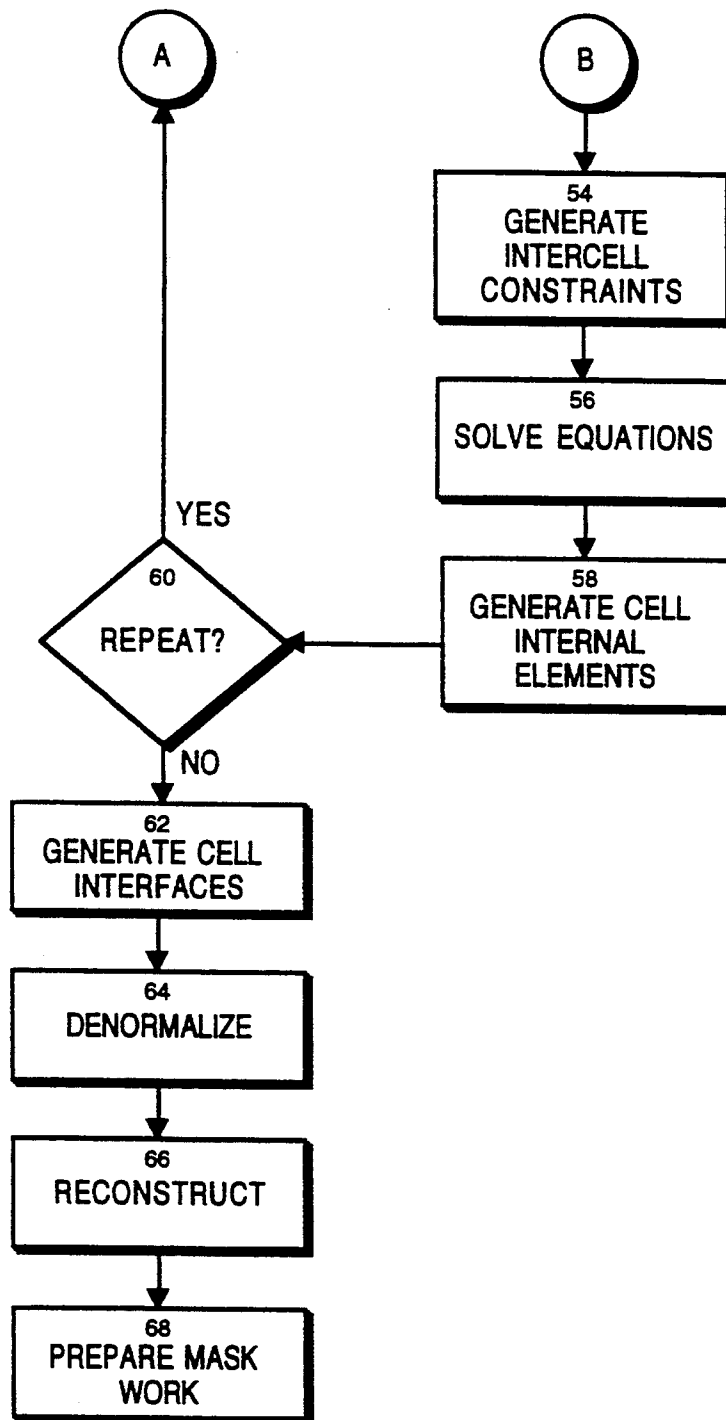 A
B
54
GENERATE
INTERCELL
CONSTRAINTS
56
SOLVE EQUATIONS
58
GENERATE CELL
INTERNAL
ELEMENTS
YES
60
REPEAT?
NO
62
GENERATE CELL
INTERFACES
64
DENORMALIZE
66
RECONSTRUCT
68
PREPARE MASK
WORK